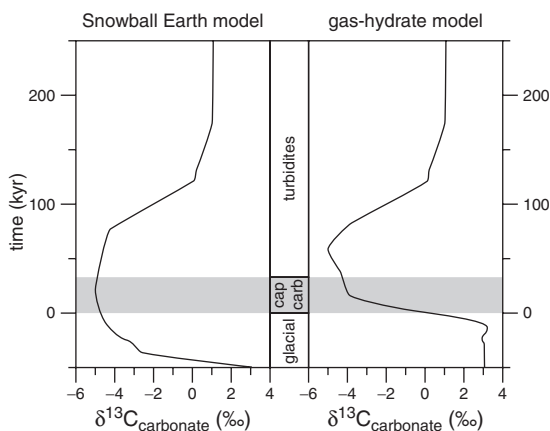 Snowball Earth model
gas-hydrate model
time (kyr)
200
100
0
200
100
0
turbidites
cap
carb
glacial
−6 −4 −2 0 2 4
−6 −4 −2 0 2 4
δ13Ccarbonate (‰)
δ13Ccarbonate (‰)